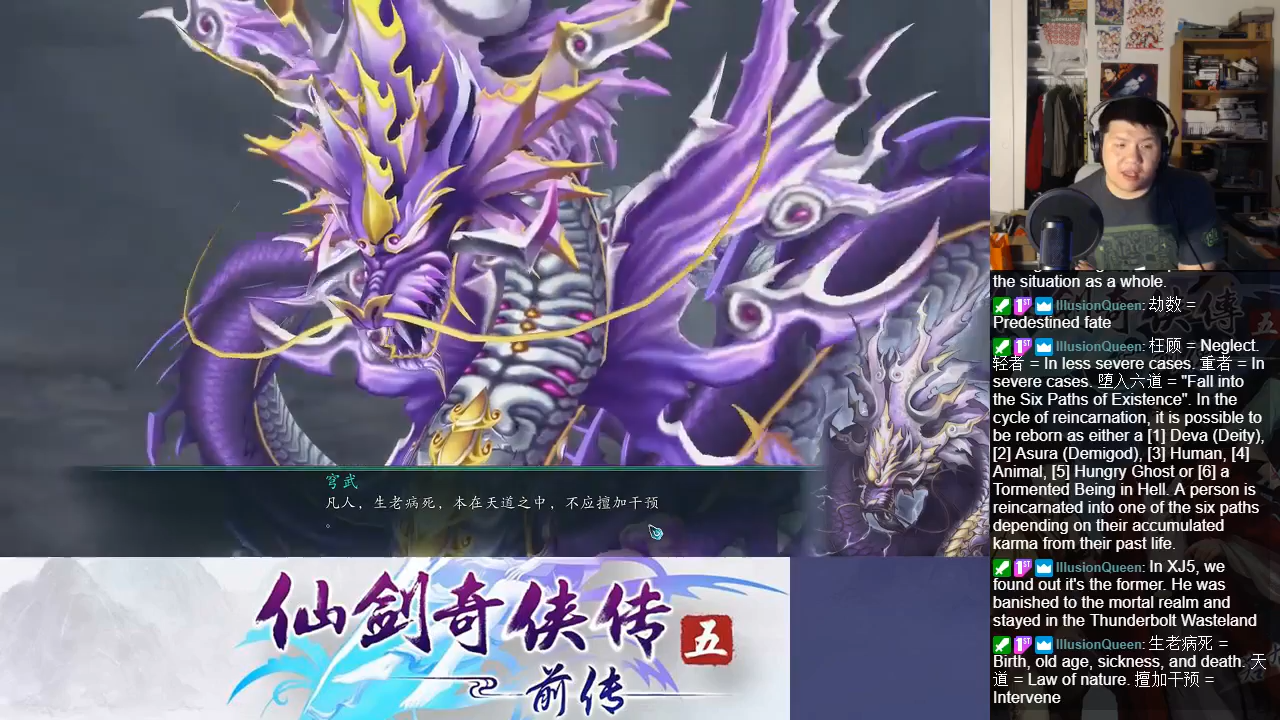 穹武
凡人，生老病死，本在天道之中，不应擅加干预
。
仙剑奇侠传
五
前传
the situation as a whole.
IllusionQueen: 劫数 =
Predestined fate
IllusionQueen: 枉顾 = Neglect.
轻者 = In less severe cases. 重者 = In
severe cases. 堕入六道 = "Fall into
the Six Paths of Existence". In the
cycle of reincarnation, it is possible to
be reborn as either a [1] Deva (Deity),
[2] Asura (Demigod), [3] Human, [4]
Animal, [5] Hungry Ghost or [6] a
Tormented Being in Hell. A person is
reincarnated into one of the six paths
depending on their accumulated
karma from their past life.
IllusionQueen: In XJ5, we
found out it's the former. He was
banished to the mortal realm and
stayed in the Thunderbolt Wasteland
IllusionQueen: 生老病死 =
Birth, old age, sickness, and death. 天
道 = Law of nature. 擅加干预 =
Intervene